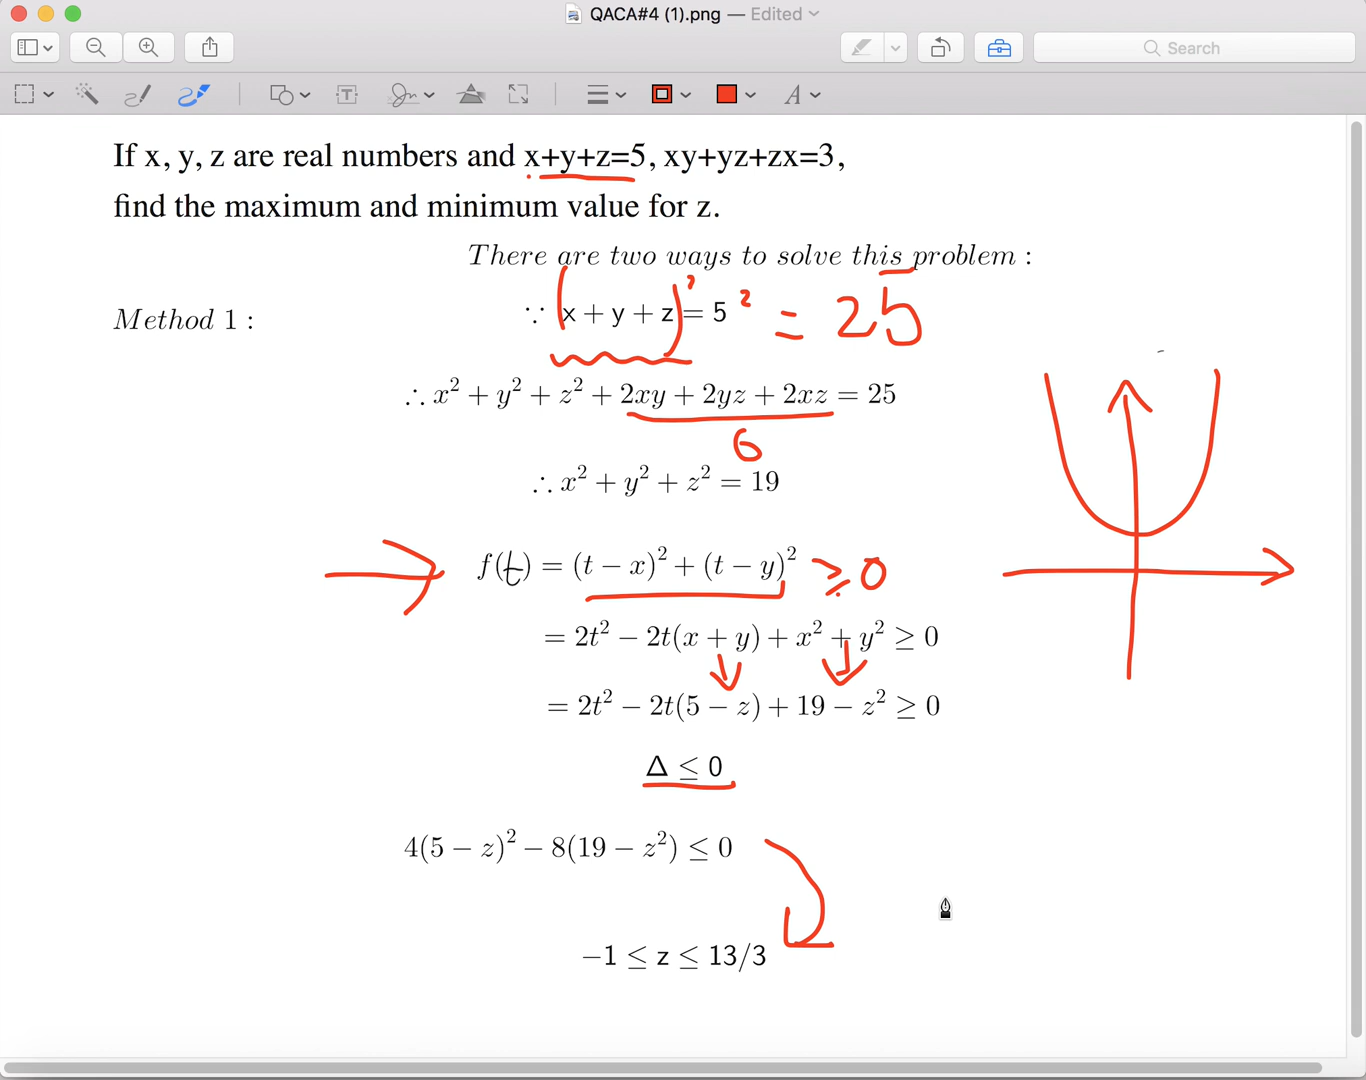 QACA#4 (1).png — Edited
Search
If x, y, z are real numbers and x+y+z=5, xy+yz+zx=3,
find the maximum and minimum value for z.
There are two ways to solve this problem :
Method 1 :
∵ (x + y + z)² = 5 ² = 25
∴ x² + y² + z² + 2xy + 2yz + 2xz = 25
6
∴ x² + y² + z² = 19
f(t) = (t − x)² + (t − y)² ≥ 0
= 2t² − 2t(x + y) + x² + y² ≥ 0
= 2t² − 2t(5 − z) + 19 − z² ≥ 0
Δ ≤ 0
4(5 − z)² − 8(19 − z²) ≤ 0
−1 ≤ z ≤ 13/3